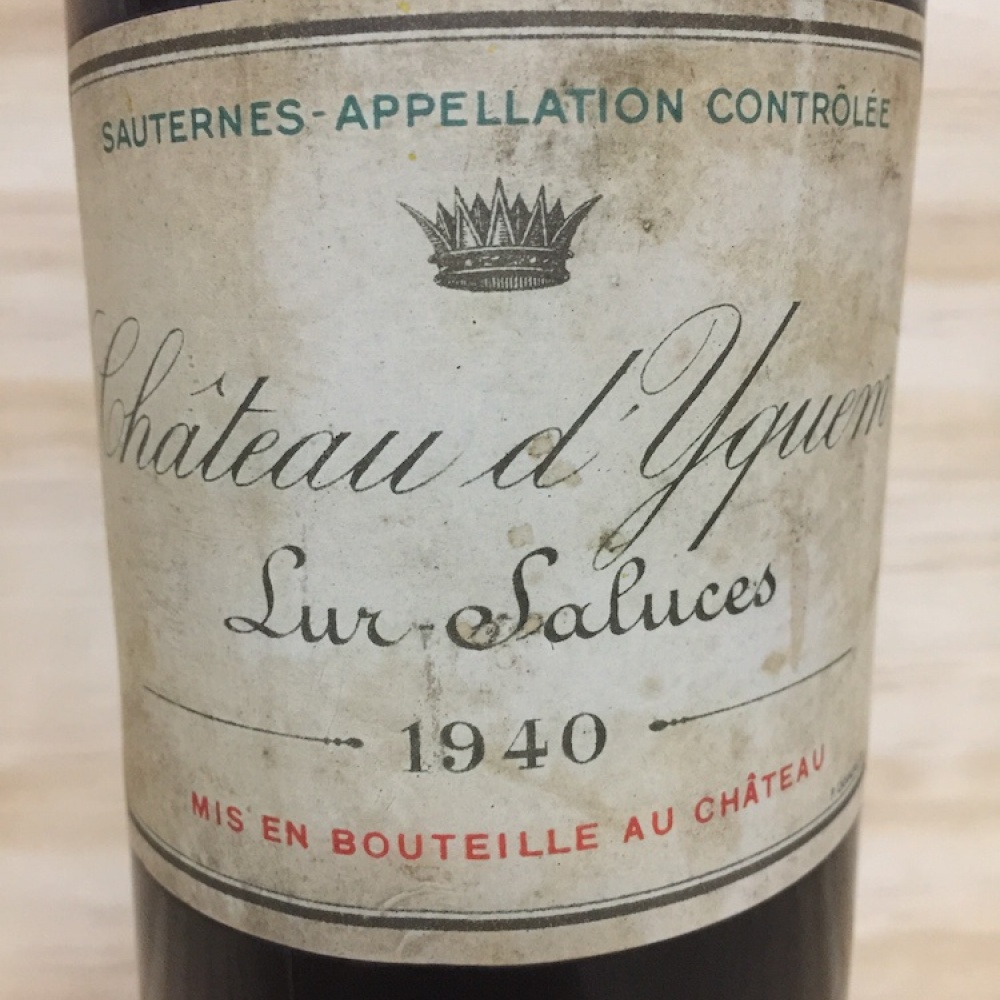 SAUTERNES-APPELLATION CONTRÔLÉE
Château d'Yquem
Lur-Saluces
1940
MIS EN BOUTEILLE AU CHÂTEAU